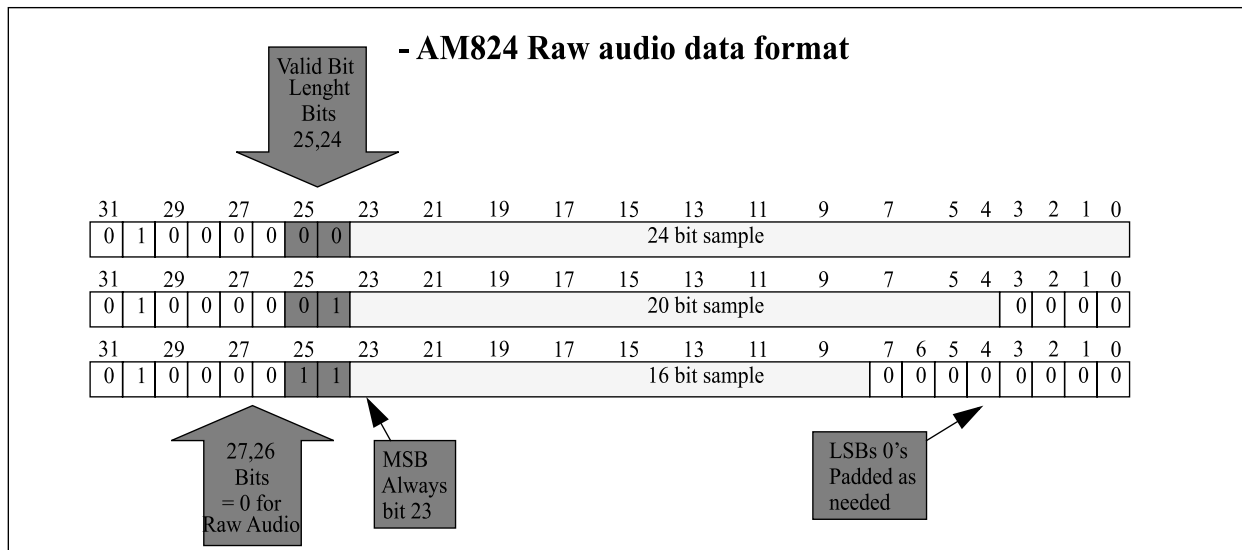 - AM824 Raw audio data format
Valid Bit
Lenght
Bits
25,24
31 29 27 25 23 21 19 17 15 13 11 9 7 5 4 3 2 1 0
0 1 0 0 0 0 0 0 24 bit sample
31 29 27 25 23 21 19 17 15 13 11 9 7 5 4 3 2 1 0
0 1 0 0 0 0 0 1 20 bit sample 0 0 0 0
31 29 27 25 23 21 19 17 15 13 11 9 7 6 5 4 3 2 1 0
0 1 0 0 0 0 1 1 16 bit sample 0 0 0 0 0 0 0 0
27,26
Bits
= 0 for
Raw Audio
MSB
Always
bit 23
LSBs 0's
Padded as
needed